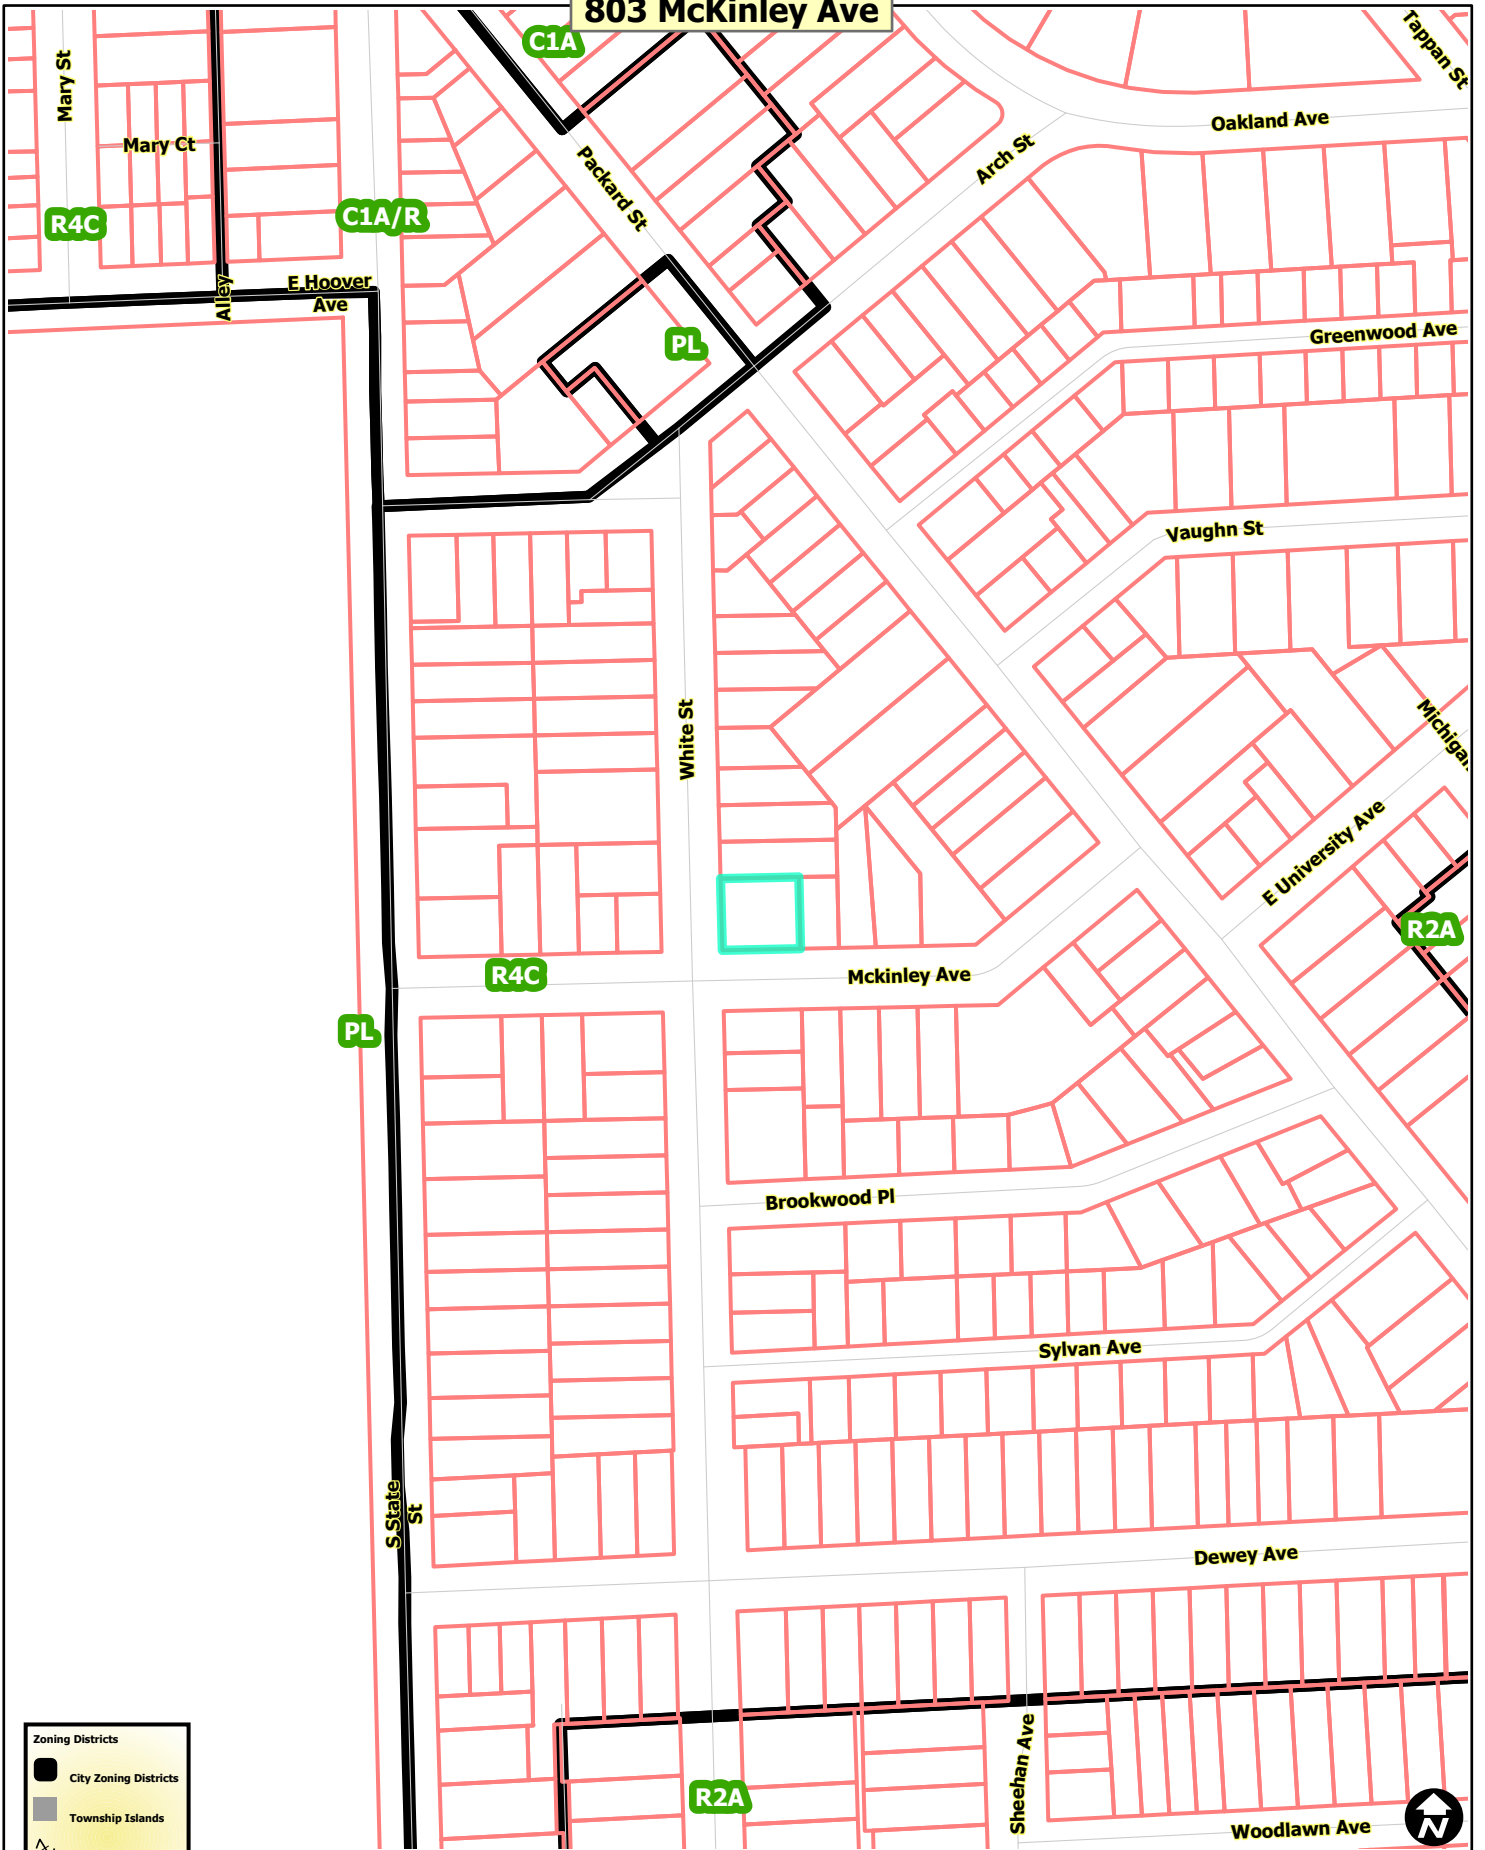 803 McKinley Ave
C1A
Tappan St
Mary St
Mary Ct
Oakland Ave
Arch St
Packard St
R4C
C1A/R
E Hoover
Ave
Alley
PL
Greenwood Ave
Vaughn St
White St
Michigan
E University Ave
R2A
R4C
Mckinley Ave
PL
Brookwood Pl
Sylvan Ave
S State
St
Dewey Ave
Sheehan Ave
R2A
Woodlawn Ave
Zoning Districts
City Zoning Districts
Township Islands
N